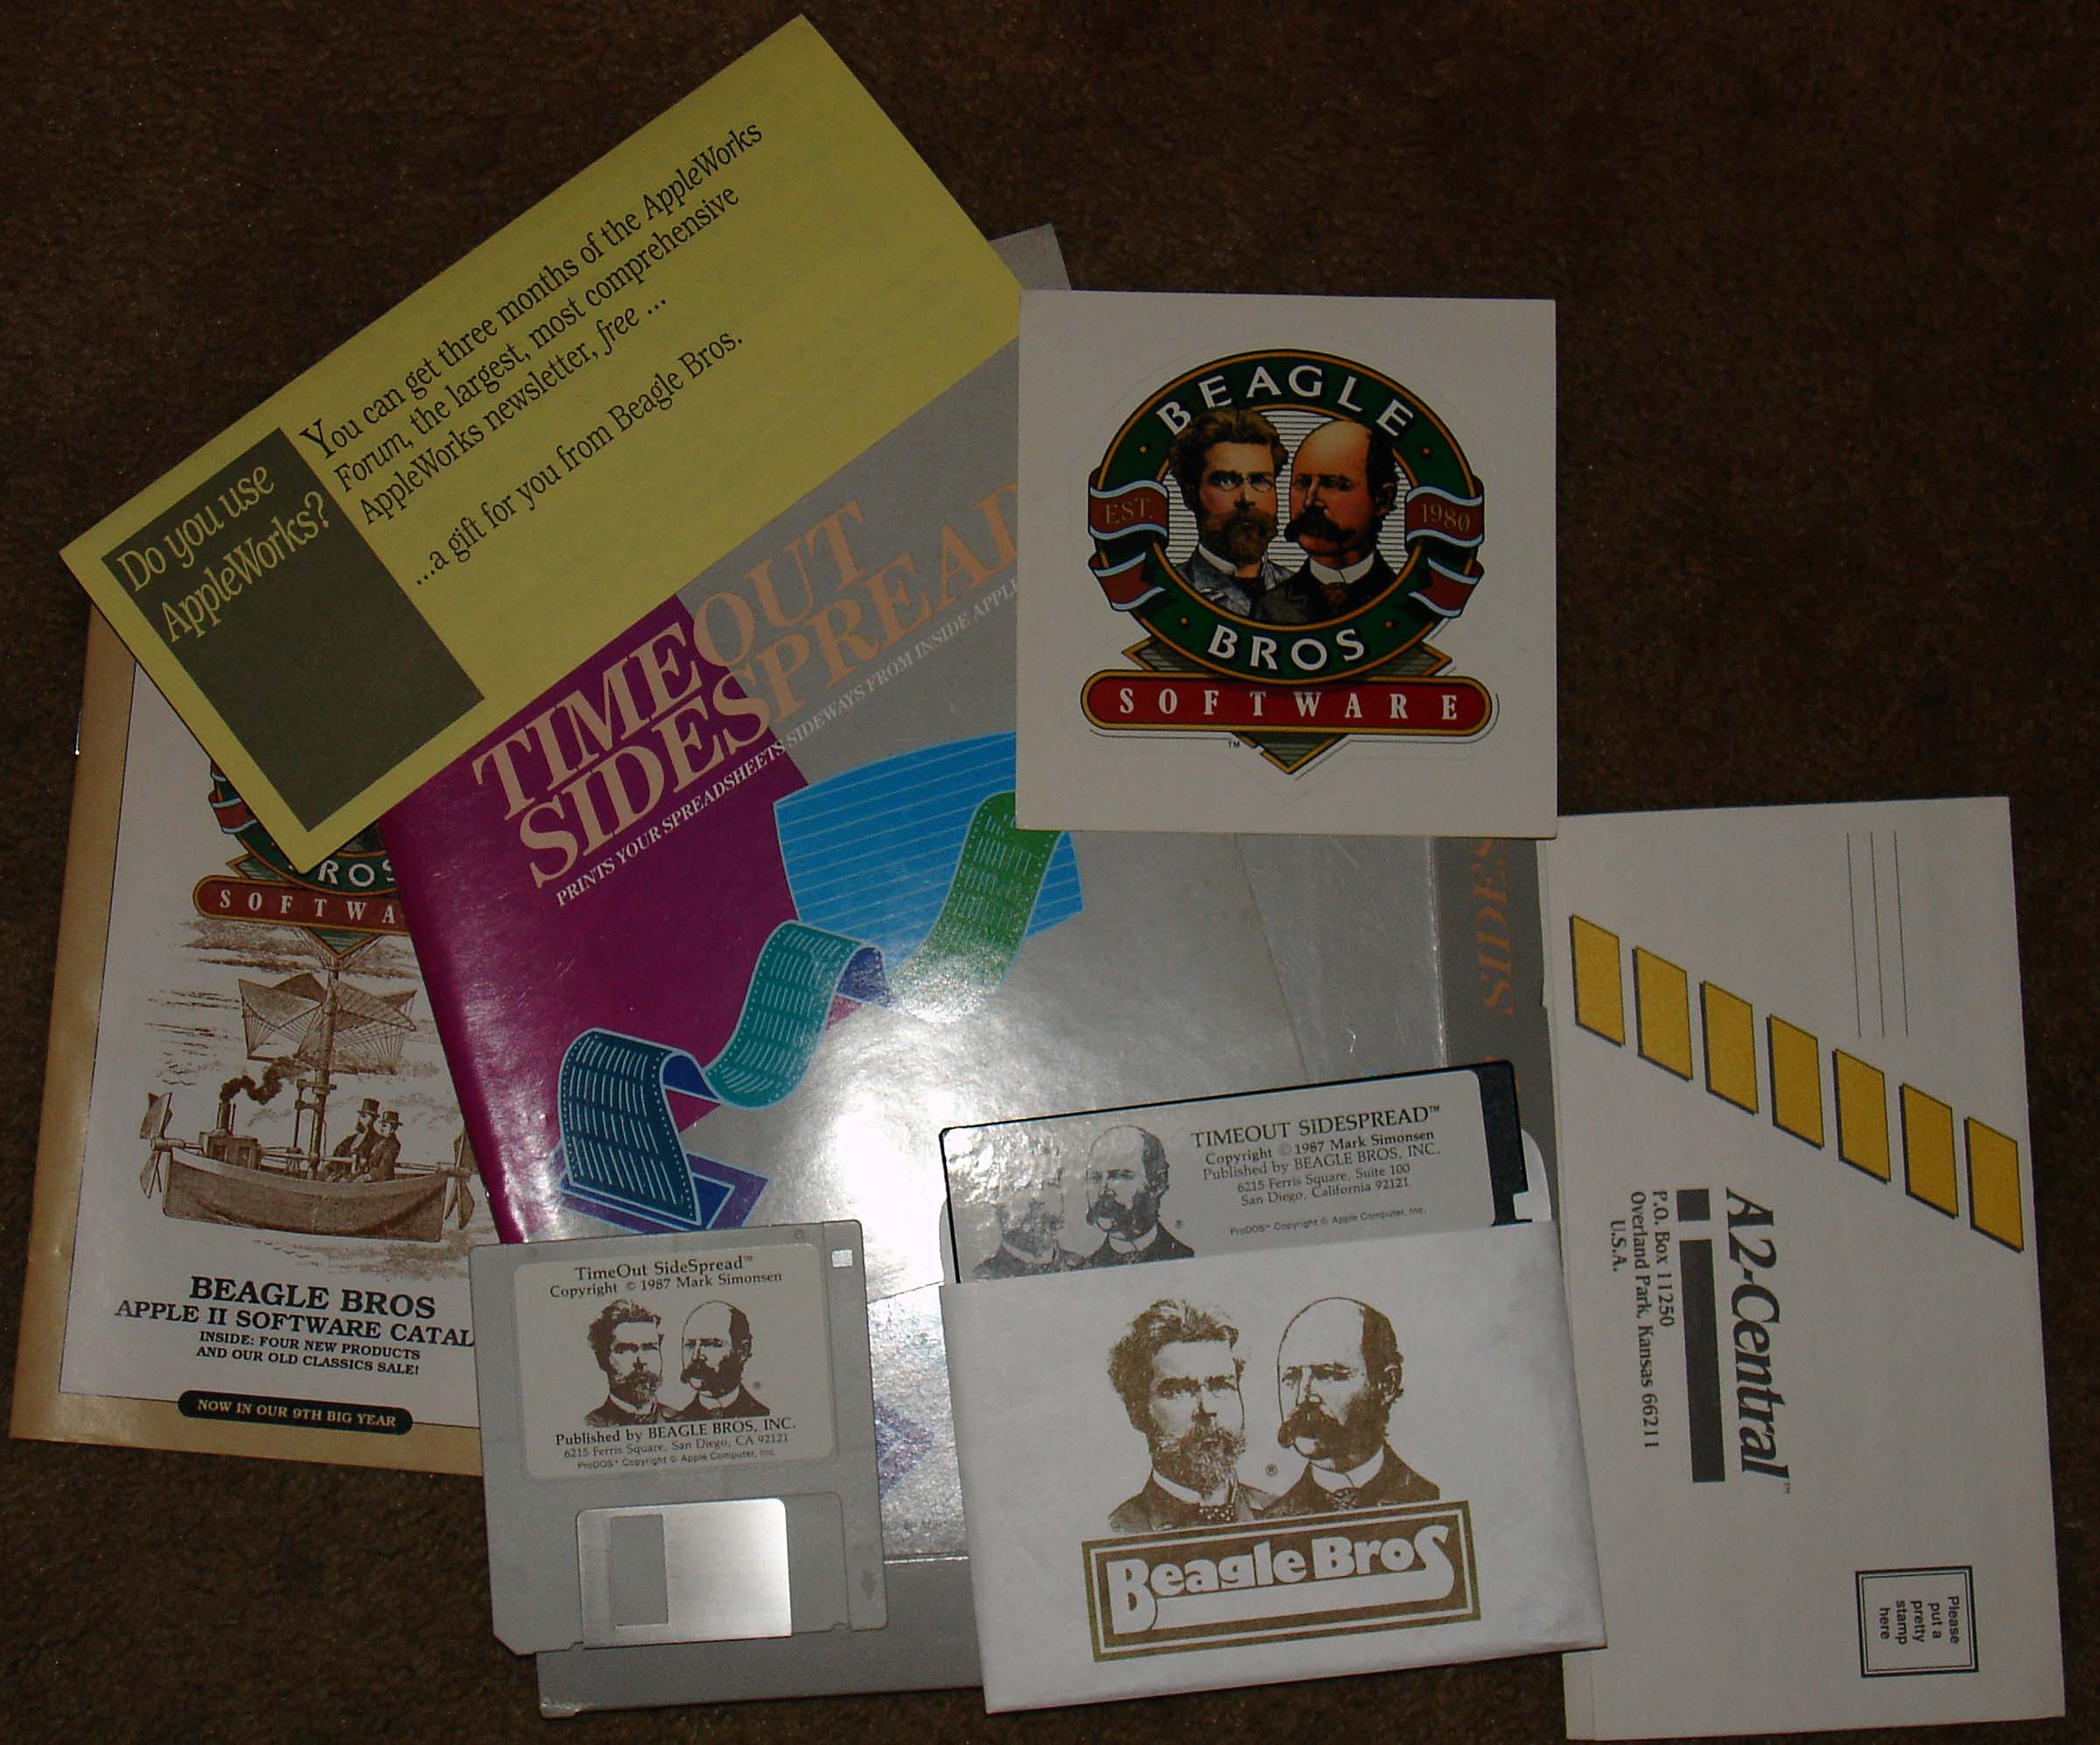 Do you use
AppleWorks?
You can get three months of the AppleWorks
Forum, the largest, most comprehensive
AppleWorks newsletter, free ...
...a gift for you from Beagle Bros.
TIMEOUT
SIDESPREAD
PRINTS YOUR SPREADSHEETS SIDEWAYS FROM INSIDE APPLE
BEAGLE
EST. 1980
BROS
SOFTWARE
TM
ROS
SOFTWA
BEAGLE BROS
APPLE II SOFTWARE CATAL
INSIDE: FOUR NEW PRODUCTS
AND OUR OLD CLASSICS SALE!
NOW IN OUR 9TH BIG YEAR
SIDES
TimeOut SideSpread™
Copyright © 1987 Mark Simonsen
®
Published by BEAGLE BROS, INC.
6215 Ferris Square, San Diego, CA 92121
ProDOS™ Copyright © Apple Computer, Inc.
TIMEOUT SIDESPREAD™
Copyright © 1987 Mark Simonsen
Published by BEAGLE BROS, INC.
6215 Ferris Square, Suite 100
San Diego, California 92121
®
ProDOS™ Copyright © Apple Computer, Inc.
®
Beagle Bros
A2-Central™
P.O. Box 11250
Overland Park, Kansas 66211
U.S.A.
Please
put a
pretty
stamp
here